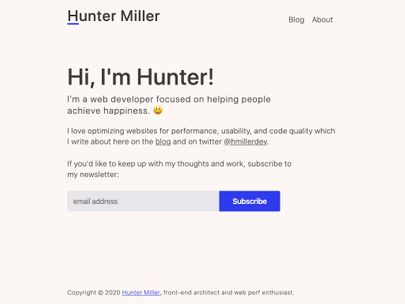 Hunter Miller
Blog About
Hi, I'm Hunter!
I'm a web developer focused on helping people
achieve happiness. 😀
I love optimizing websites for performance, usability, and code quality which
I write about here on the blog and on twitter @hmillerdev.
If you'd like to keep up with my thoughts and work, subscribe to
my newsletter:
email address
Subscribe
Copyright © 2020 Hunter Miller, front-end architect and web perf enthusiast.